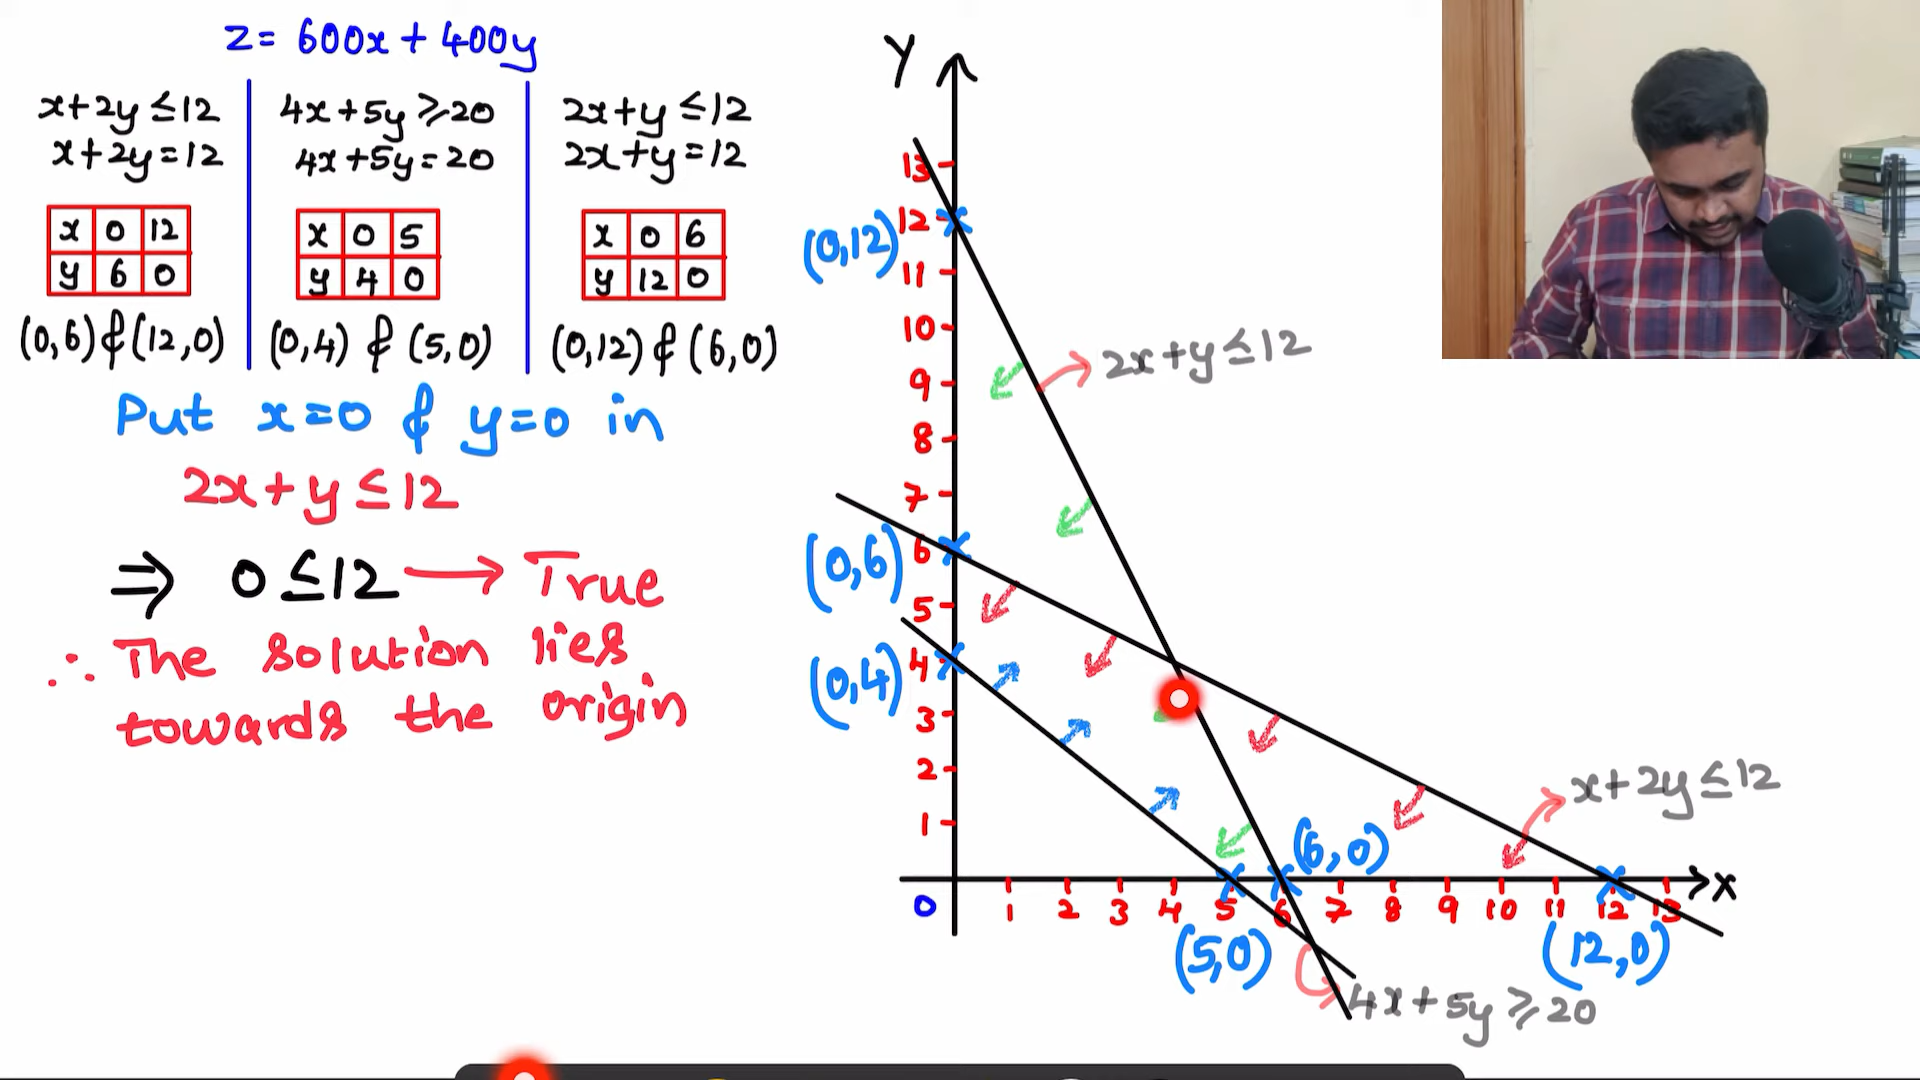 z = 600x + 400y
x+2y ≤ 12
x+2y = 12
x 0 12
y 6 0
(0,6) & (12,0)
4x+5y ≥ 20
4x+5y = 20
x 0 5
y 4 0
(0,4) & (5,0)
2x+y ≤ 12
2x+y = 12
x 0 6
y 12 0
(0,12) & (6,0)
Put x=0 & y=0 in
2x+y ≤ 12
⇒ 0 ≤ 12 → True
∴ The solution lies
towards the origin
Y
13
12
11
10
9
8
7
6
5
4
3
2
1
(0,12)
(0,6)
(0,4)
2x+y ≤ 12
x+2y ≤ 12
(6,0)
0 1 2 3 4 5 6 7 8 9 10 11 12 13
X
(5,0)
(12,0)
4x+5y ≥ 20